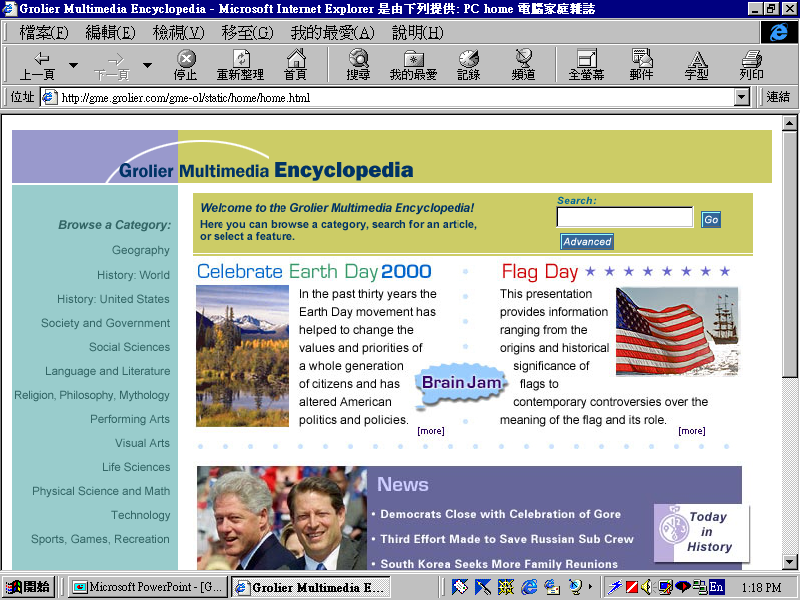 Grolier Multimedia Encyclopedia - Microsoft Internet Explorer 是由下列提供: PC home 電腦家庭雜誌
檔案(F) 編輯(E) 檢視(V) 移至(G) 我的最愛(A) 說明(H)
上一頁 下一頁 停止 重新整理 首頁 搜尋 我的最愛 記錄 頻道 全螢幕 郵件 字型 列印
位址 http://gme.grolier.com/gme-ol/static/home/home.html 連結
Grolier Multimedia Encyclopedia
Browse a Category:
Geography
History: World
History: United States
Society and Government
Social Sciences
Language and Literature
Religion, Philosophy, Mythology
Performing Arts
Visual Arts
Life Sciences
Physical Science and Math
Technology
Sports, Games, Recreation
Welcome to the Grolier Multimedia Encyclopedia!
Here you can browse a category, search for an article,
or select a feature.
Search:
Go
Advanced
Celebrate Earth Day 2000
In the past thirty years the
Earth Day movement has
helped to change the
values and priorities of
a whole generation
of citizens and has
altered American
politics and policies.
[more]
Brain Jam
Flag Day
This presentation
provides information
ranging from the
origins and historical
significance of
flags to
contemporary controversies over the
meaning of the flag and its role.
[more]
News
• Democrats Close with Celebration of Gore
• Third Effort Made to Save Russian Sub Crew
• South Korea Seeks More Family Reunions
Today
in
History
開始 Microsoft PowerPoint - [G... Grolier Multimedia E... En 1:18 PM